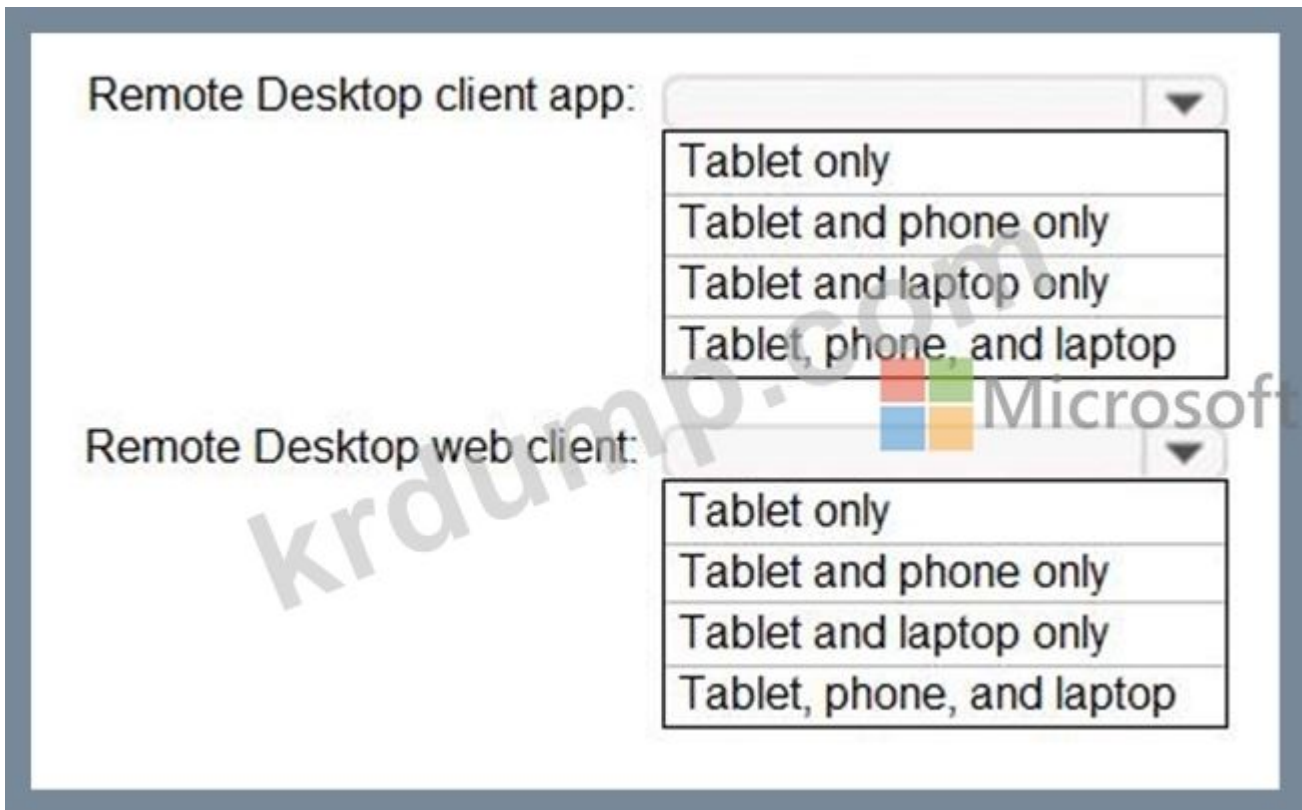 Remote Desktop client app:
Tablet only
Tablet and phone only
Tablet and laptop only
Tablet, phone, and laptop
Microsoft
Remote Desktop web client:
Tablet only
Tablet and phone only
Tablet and laptop only
Tablet, phone, and laptop
krdump.com